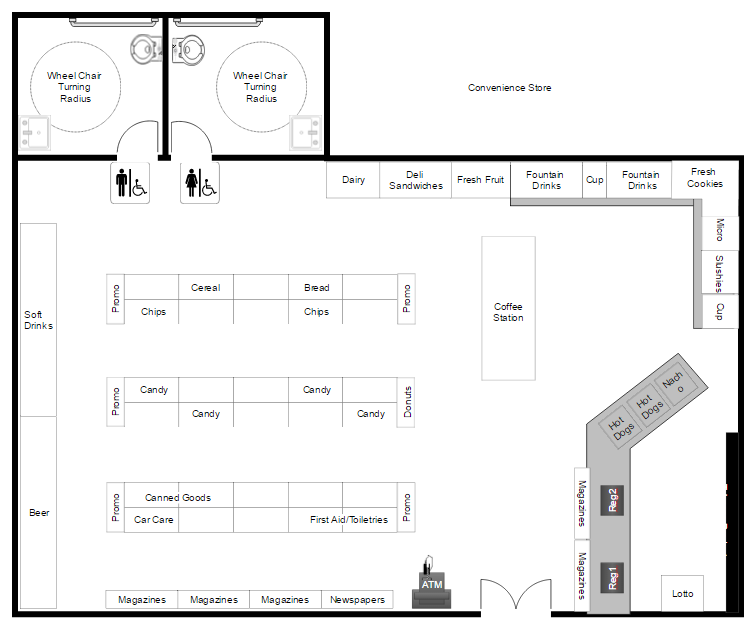 Wheel Chair
Turning
Radius
Wheel Chair
Turning
Radius
Convenience Store
Dairy
Deli
Sandwiches
Fresh Fruit
Fountain
Drinks
Cup
Fountain
Drinks
Fresh
Cookies
Micro
Slushies
Cup
Soft
Drinks
Promo
Cereal
Bread
Promo
Chips
Chips
Coffee
Station
Promo
Candy
Candy
Donuts
Candy
Candy
Nach
o
Hot
Dogs
Hot
Dogs
Beer
Promo
Canned Goods
Promo
Car Care
First Aid/Toiletries
Magazines
Reg2
Magazines
Reg1
ATM
Magazines
Magazines
Magazines
Newspapers
Lotto